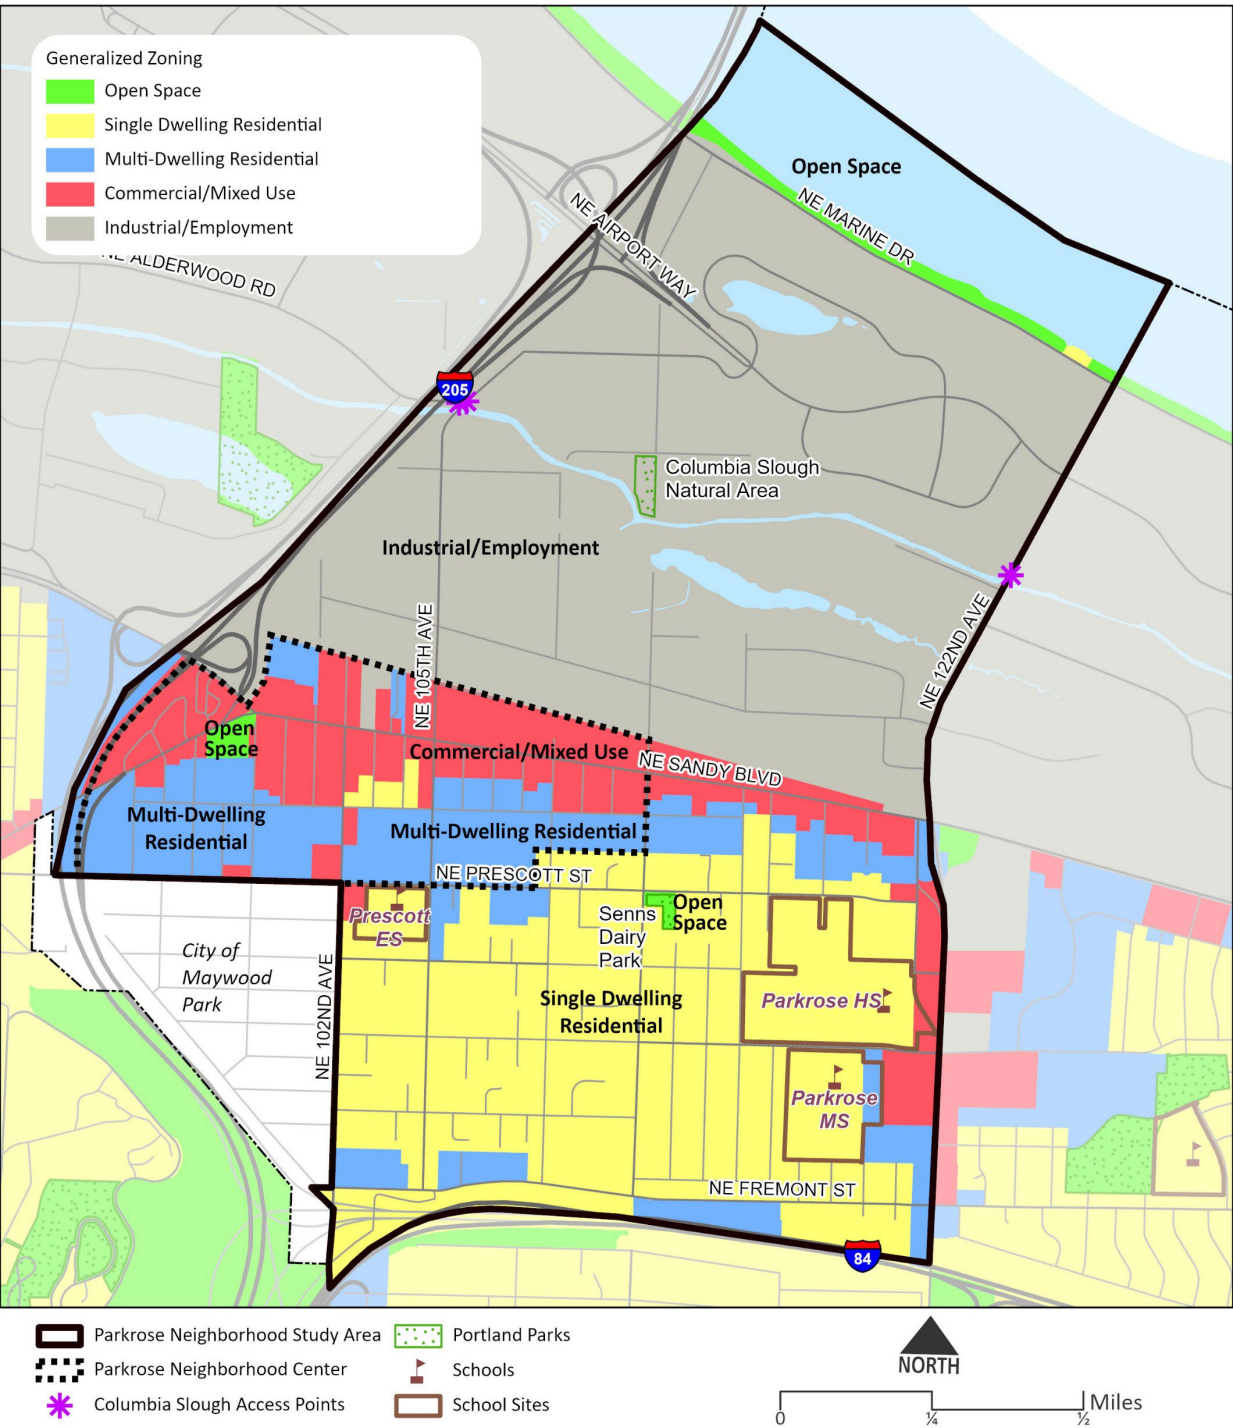 Generalized Zoning
Open Space
Single Dwelling Residential
Multi-Dwelling Residential
Commercial/Mixed Use
Industrial/Employment
NE ALDERWOOD RD
NE AIRPORT WAY
Open Space
NE MARINE DR
205
Columbia Slough
Natural Area
Industrial/Employment
NE 105TH AVE
NE 122ND AVE
Open
Space
Commercial/Mixed Use
NE SANDY BLVD
Multi-Dwelling
Residential
Multi-Dwelling Residential
NE PRESCOTT ST
Prescott
ES
Senns
Dairy
Park
Open
Space
City of
Maywood
Park
NE 102ND AVE
Single Dwelling
Residential
Parkrose HS
Parkrose
MS
NE FREMONT ST
84
Parkrose Neighborhood Study Area
Parkrose Neighborhood Center
Columbia Slough Access Points
Portland Parks
Schools
School Sites
NORTH
Miles
0 ¼ ½